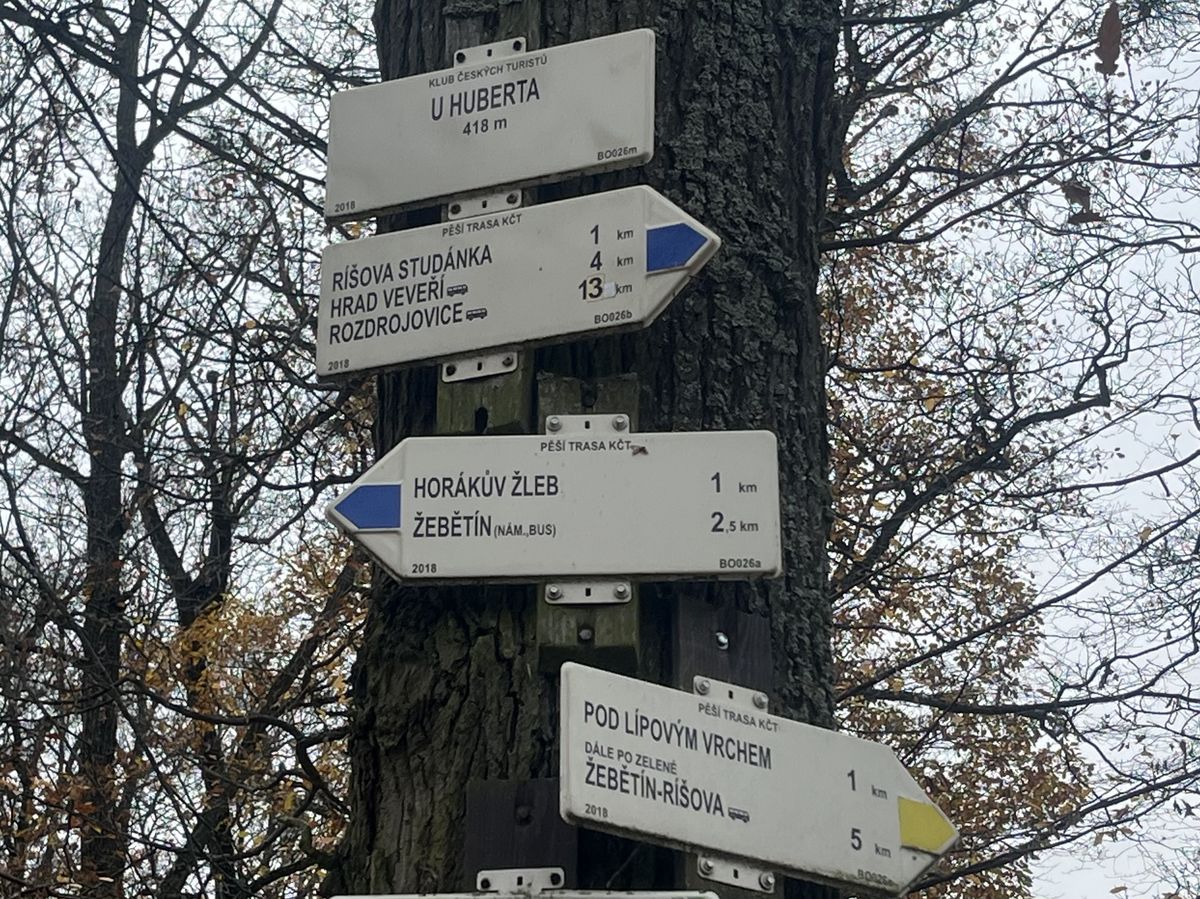 KLUB ČESKÝCH TURISTŮ
U HUBERTA
418 m
2018 BO026m
PĚŠÍ TRASA KČT
RÍŠOVA STUDÁNKA 1 km
HRAD VEVEŘÍ 4 km
ROZDROJOVICE 13 km
2018 BO026b
PĚŠÍ TRASA KČT
HORÁKŮV ŽLEB 1 km
ŽEBĚTÍN (NÁM.,BUS) 2,5 km
2018 BO026a
PĚŠÍ TRASA KČT
POD LÍPOVÝM VRCHEM 1 km
DÁLE PO ZELENÉ
ŽEBĚTÍN-RÍŠOVA 5 km
2018